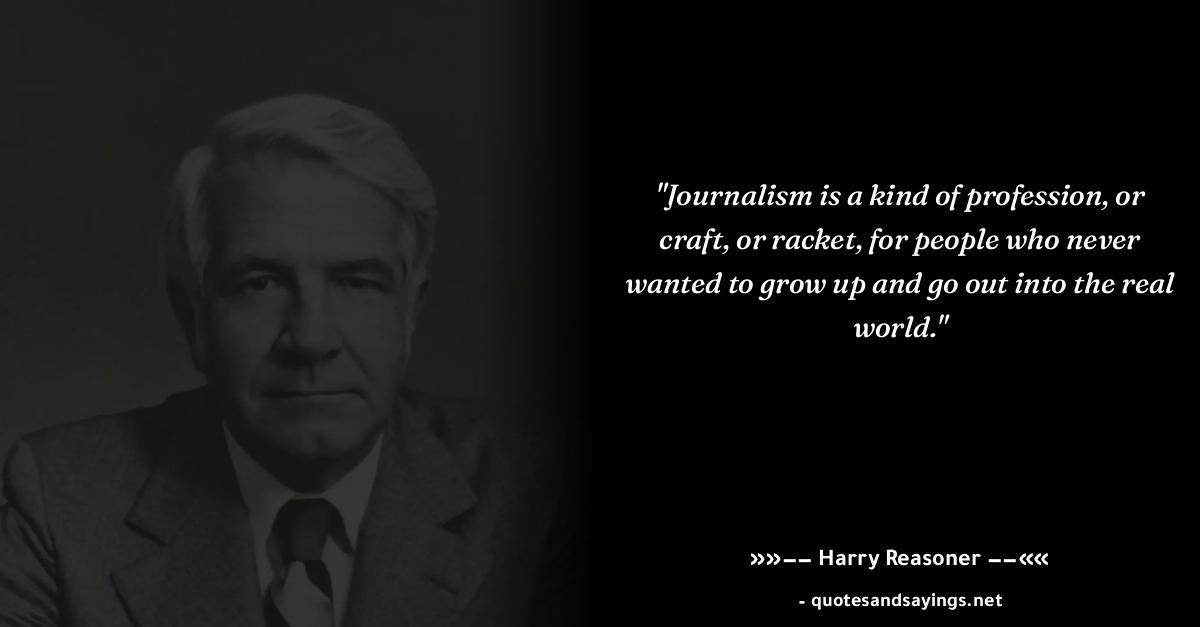 "Journalism is a kind of profession, or
craft, or racket, for people who never
wanted to grow up and go out into the real
world."
»»—— Harry Reasoner ——««
- quotesandsayings.net